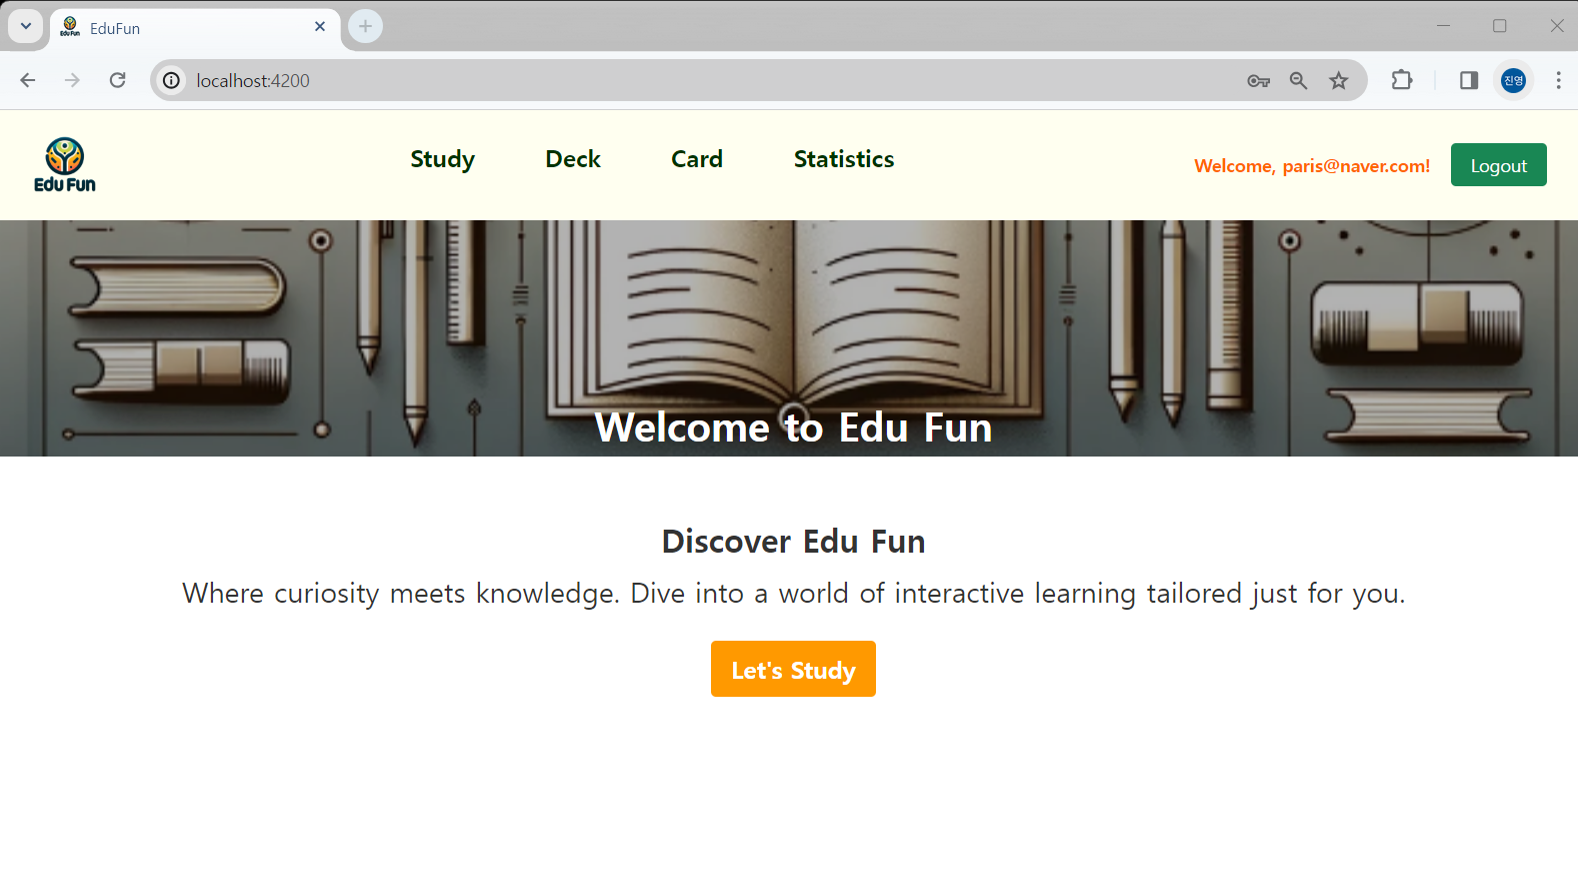 Edu Fun
EduFun
localhost:4200
진영
Edu Fun
Study
Deck
Card
Statistics
Welcome, paris@naver.com!
Logout
Welcome to Edu Fun
Discover Edu Fun
Where curiosity meets knowledge. Dive into a world of interactive learning tailored just for you.
Let's Study